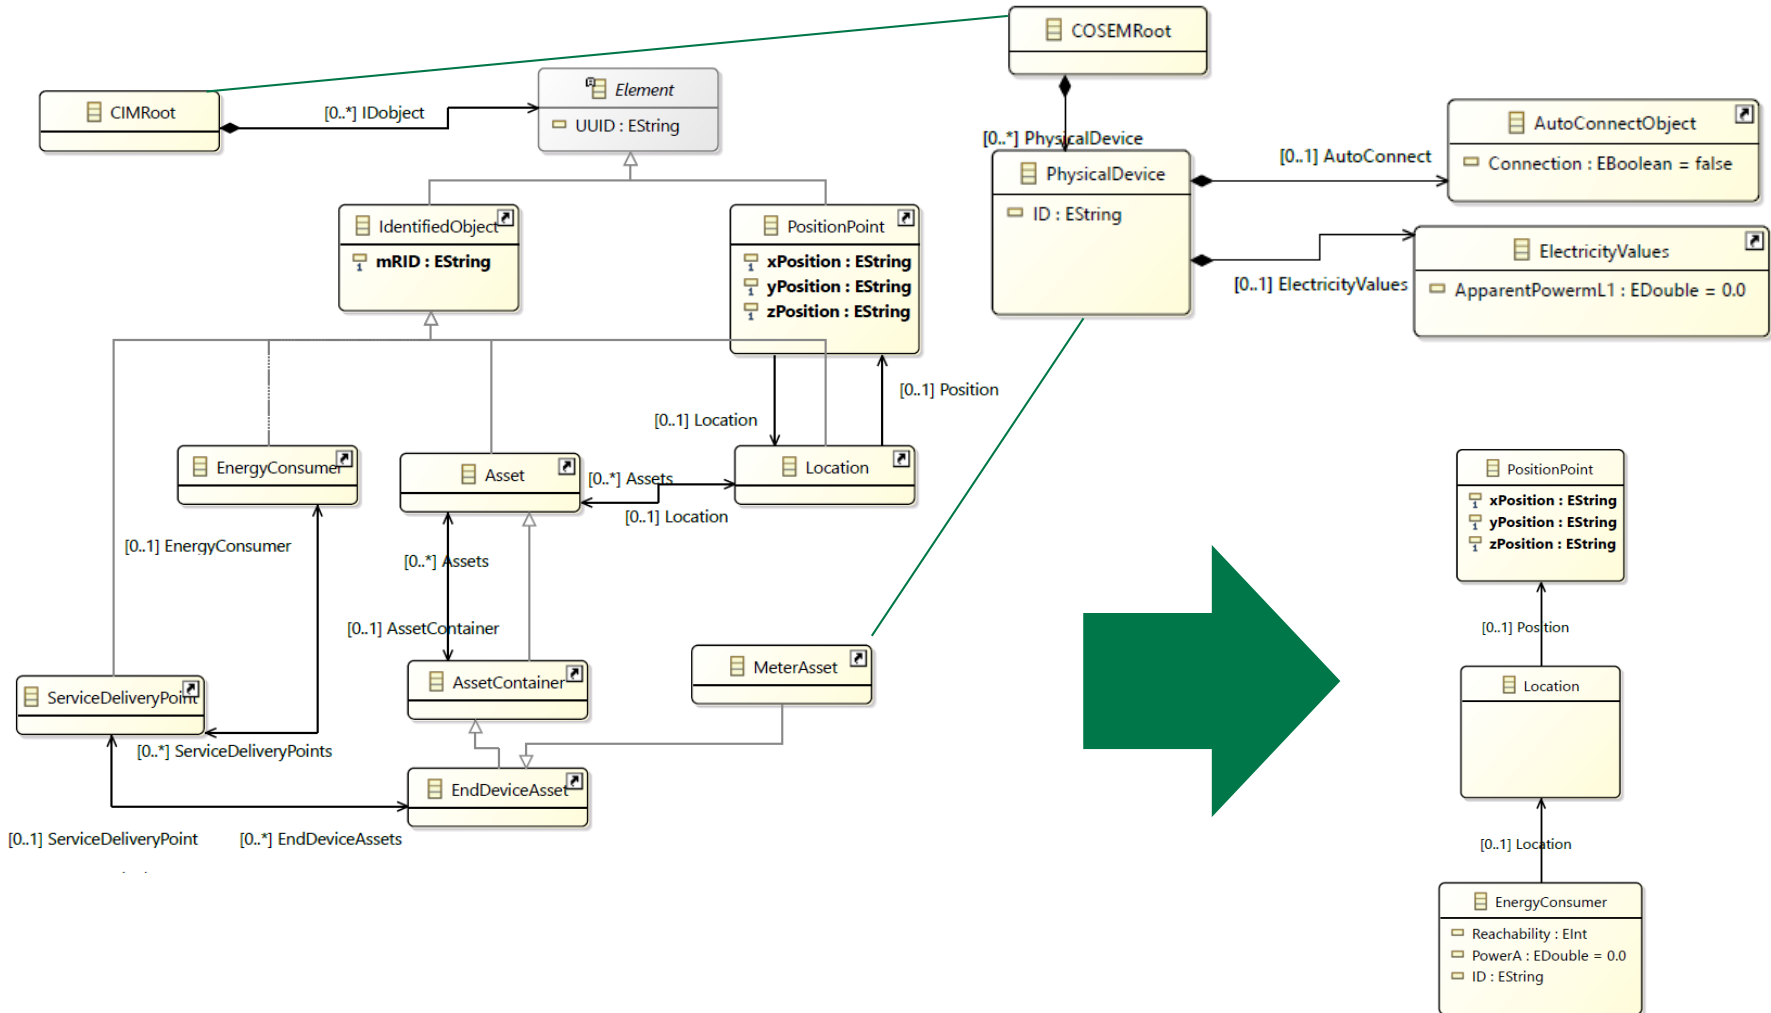 COSEMRoot
CIMRoot
[0..*] IDobject
Element
UUID : EString
[0..*] PhysicalDevice
PhysicalDevice
ID : EString
[0..1] AutoConnect
AutoConnectObject
Connection : EBoolean = false
[0..1] ElectricityValues
ElectricityValues
ApparentPowermL1 : EDouble = 0.0
IdentifiedObject
mRID : EString
PositionPoint
xPosition : EString
yPosition : EString
zPosition : EString
[0..1] Location
[0..1] Position
EnergyConsumer
Asset
[0..*] Assets
[0..1] Location
Location
[0..1] EnergyConsumer
[0..*] Assets
[0..1] AssetContainer
AssetContainer
MeterAsset
ServiceDeliveryPoint
[0..*] ServiceDeliveryPoints
EndDeviceAsset
[0..1] ServiceDeliveryPoint
[0..*] EndDeviceAssets
PositionPoint
xPosition : EString
yPosition : EString
zPosition : EString
[0..1] Position
Location
[0..1] Location
EnergyConsumer
Reachability : EInt
PowerA : EDouble = 0.0
ID : EString